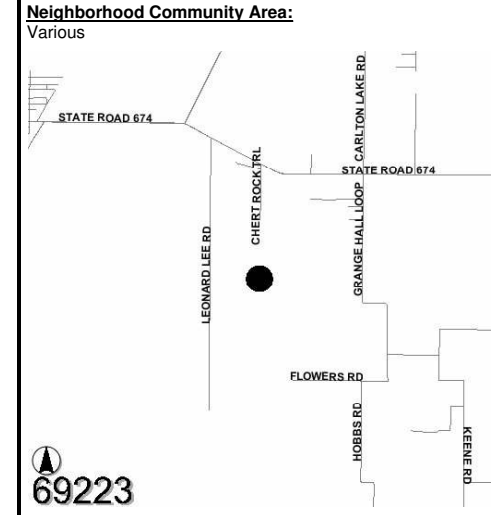 Neighborhood Community Area:
Various
CARLTON LAKE RD
STATE ROAD 674
CHERT ROCK TRL
STATE ROAD 674
GRANGE HALL LOOP
LEONARD LEE RD
FLOWERS RD
HOBBS RD
KEENE RD
69223